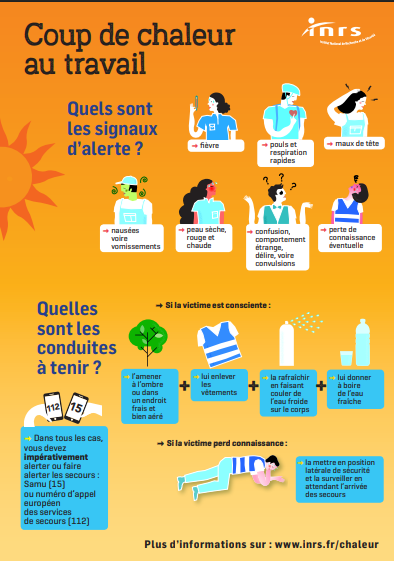 Coup de chaleur
au travail
inrs
Quels sont
les signaux
d'alerte ?
→ fièvre
→ pouls et
respiration
rapides
→ maux de tête
→ nausées
voire
vomissements
→ peau sèche,
rouge et
chaude
→ confusion,
comportement
étrange,
délire, voire
convulsions
→ perte de
connaissance
éventuelle
? ? ?
Quelles
sont les
conduites
à tenir ?
→ Si la victime est consciente :
→ l'amener
à l'ombre
ou dans
un endroit
frais et
bien aéré
+
→ lui enlever
les
vêtements
+
→ la rafraîchir
en faisant
couler de
l'eau froide
sur le corps
+
→ lui donner
à boire
de l'eau
fraîche
112
15
→ Dans tous les cas,
vous devez
impérativement
alerter ou faire
alerter les secours :
Samu (15)
ou numéro d'appel
européen
des services
de secours (112)
→ Si la victime perd connaissance :
→ la mettre en position
latérale de sécurité
et la surveiller en
attendant l'arrivée
des secours
Plus d'informations sur : www.inrs.fr/chaleur